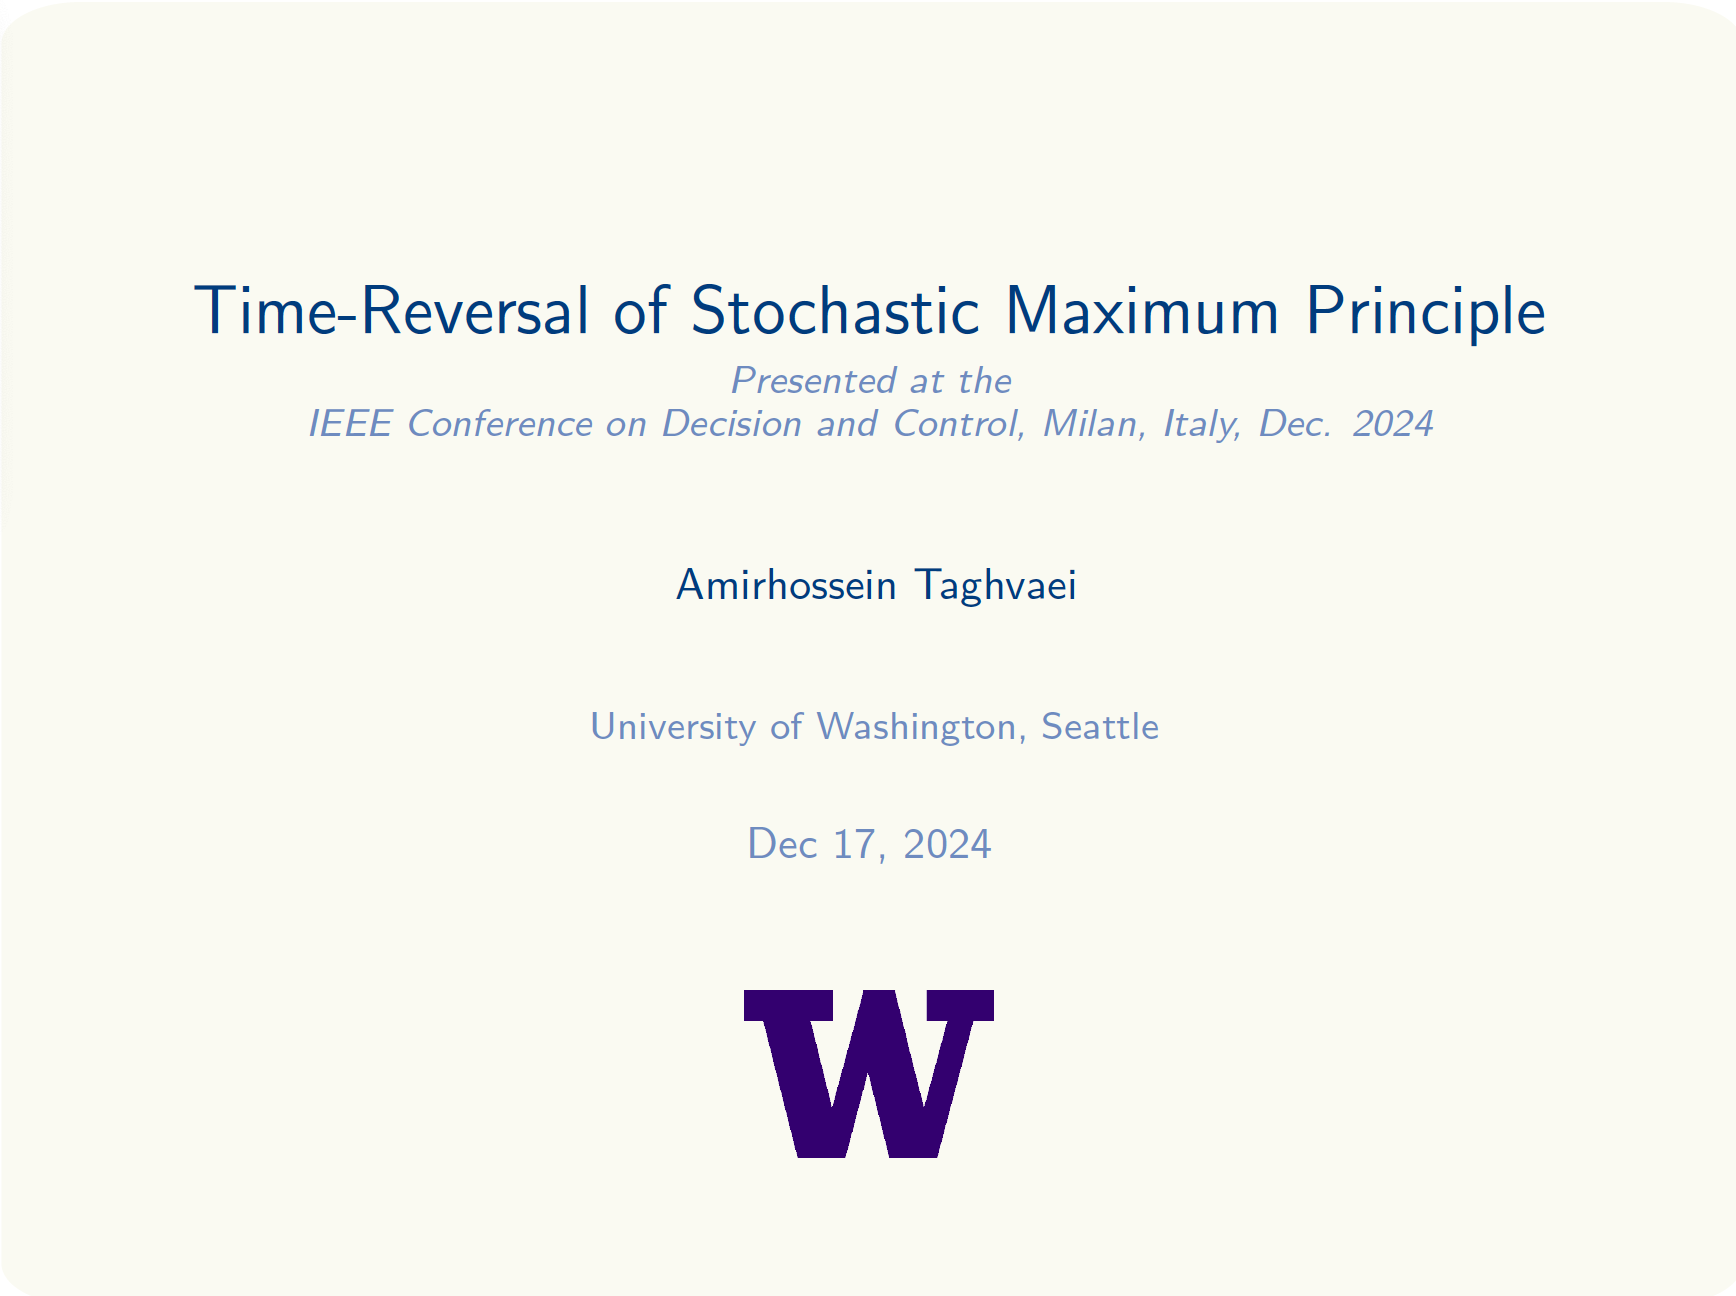 Time-Reversal of Stochastic Maximum Principle
Presented at the
IEEE Conference on Decision and Control, Milan, Italy, Dec. 2024
Amirhossein Taghvaei
University of Washington, Seattle
Dec 17, 2024
W